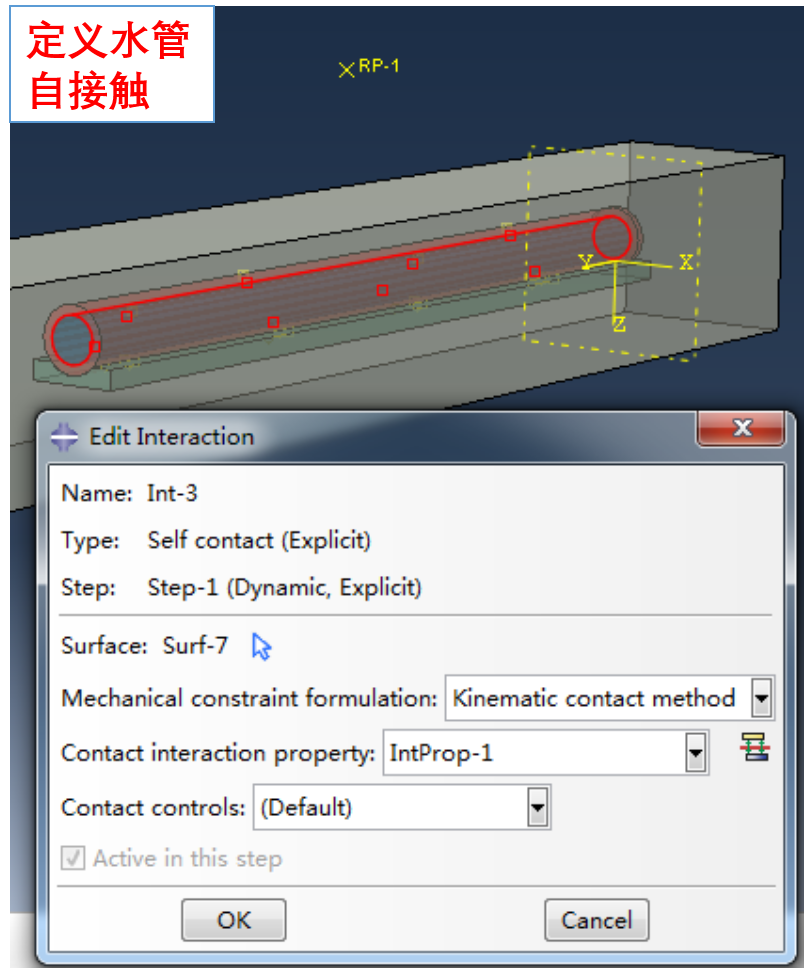 定义水管
自接触
RP-1
Y
X
Z
Edit Interaction
Name: Int-3
Type: Self contact (Explicit)
Step: Step-1 (Dynamic, Explicit)
Surface: Surf-7
Mechanical constraint formulation: Kinematic contact method
Contact interaction property: IntProp-1
Contact controls: (Default)
Active in this step
OK Cancel